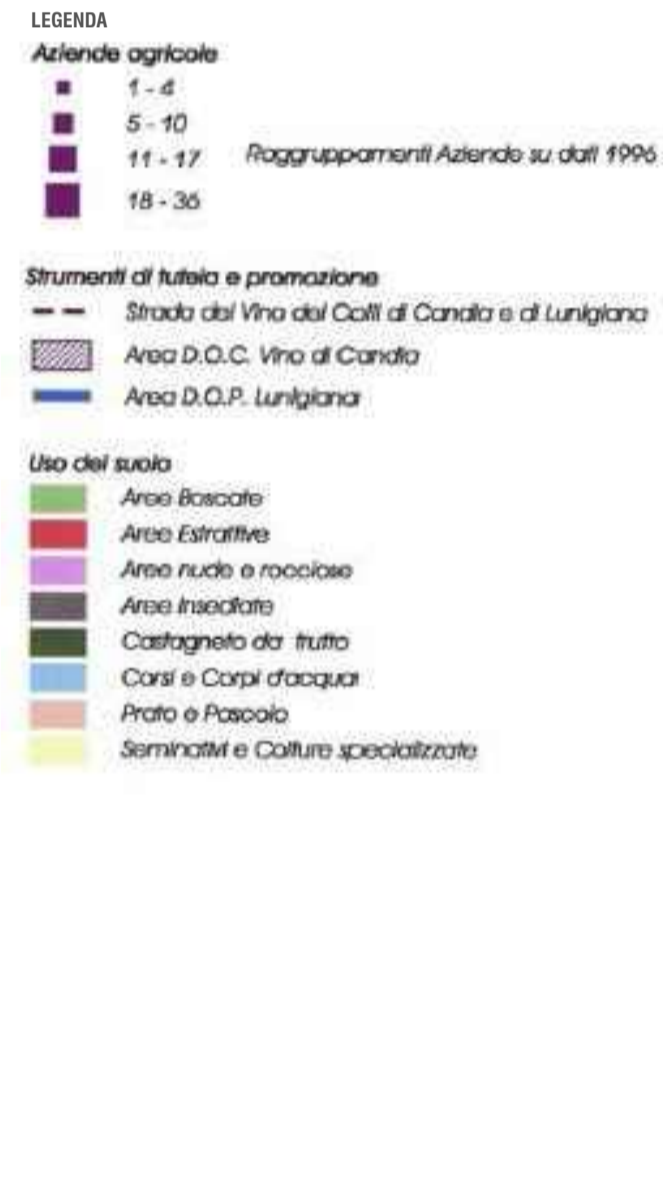 LEGENDA
Aziende agricole
1 - 4
5 - 10
11 - 17
Raggruppamenti Aziende su dati 1996
18 - 36
Strumenti di tutela e promozione
Strada del Vino dei Colli di Candia e di Lunigiana
Area D.O.C. Vino di Candia
Area D.O.P. Lunigiana
Uso del suolo
Aree Boscate
Aree Estrattive
Aree nude o rocciose
Aree Insediate
Castagneto da frutto
Corsi e Corpi d'acqua
Prato o Pascolo
Seminativi e Colture specializzate